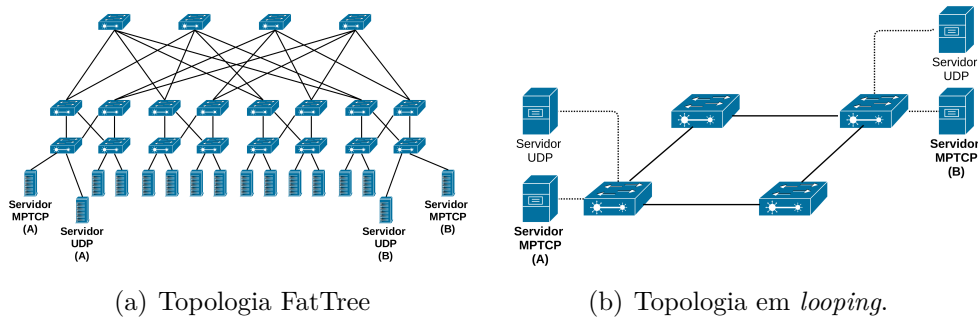 Servidor
MPTCP
(A)
Servidor
UDP
(A)
Servidor
UDP
(B)
Servidor
MPTCP
(B)
(a) Topologia FatTree
Servidor
UDP
Servidor
MPTCP
(A)
Servidor
UDP
Servidor
MPTCP
(B)
(b) Topologia em looping.